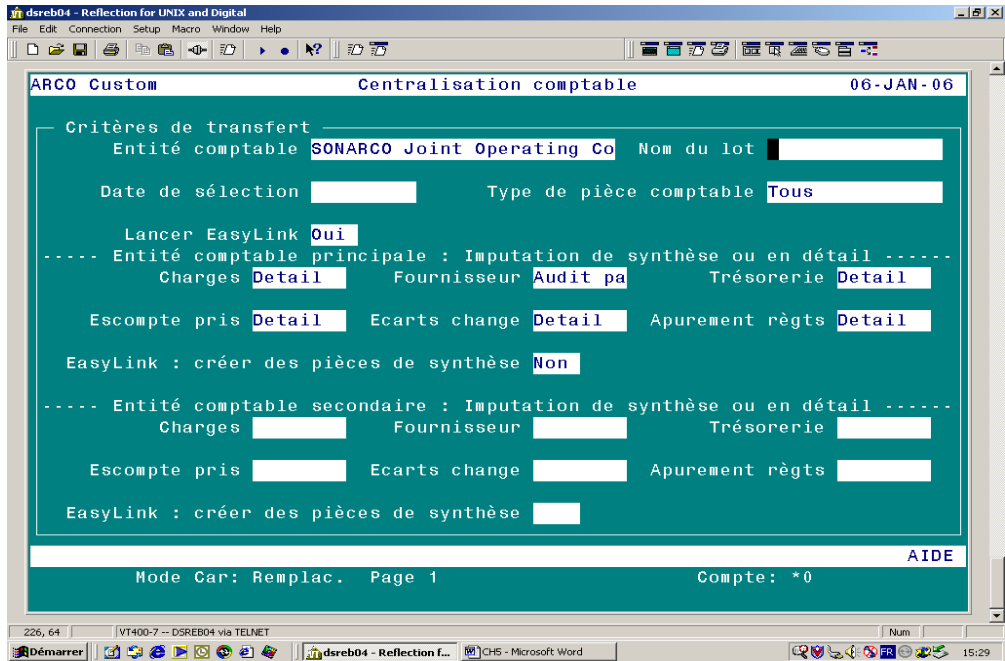 dsreb04 - Reflection for UNIX and Digital
File Edit Connection Setup Macro Window Help
ARCO Custom Centralisation comptable 06-JAN-06
Critères de transfert
Entité comptable SONARCO Joint Operating Co Nom du lot
Date de sélection Type de pièce comptable Tous
Lancer EasyLink Oui
----- Entité comptable principale : Imputation de synthèse ou en détail ------
Charges Detail Fournisseur Audit pa Trésorerie Detail
Escompte pris Detail Ecarts change Detail Apurement règts Detail
EasyLink : créer des pièces de synthèse Non
----- Entité comptable secondaire : Imputation de synthèse ou en détail ------
Charges Fournisseur Trésorerie
Escompte pris Ecarts change Apurement règts
EasyLink : créer des pièces de synthèse
AIDE
Mode Car: Remplac. Page 1 Compte: *0
226, 64 VT400-7 -- DSREB04 via TELNET Num
Démarrer dsreb04 - Reflection f... CH5 - Microsoft Word FR 15:29